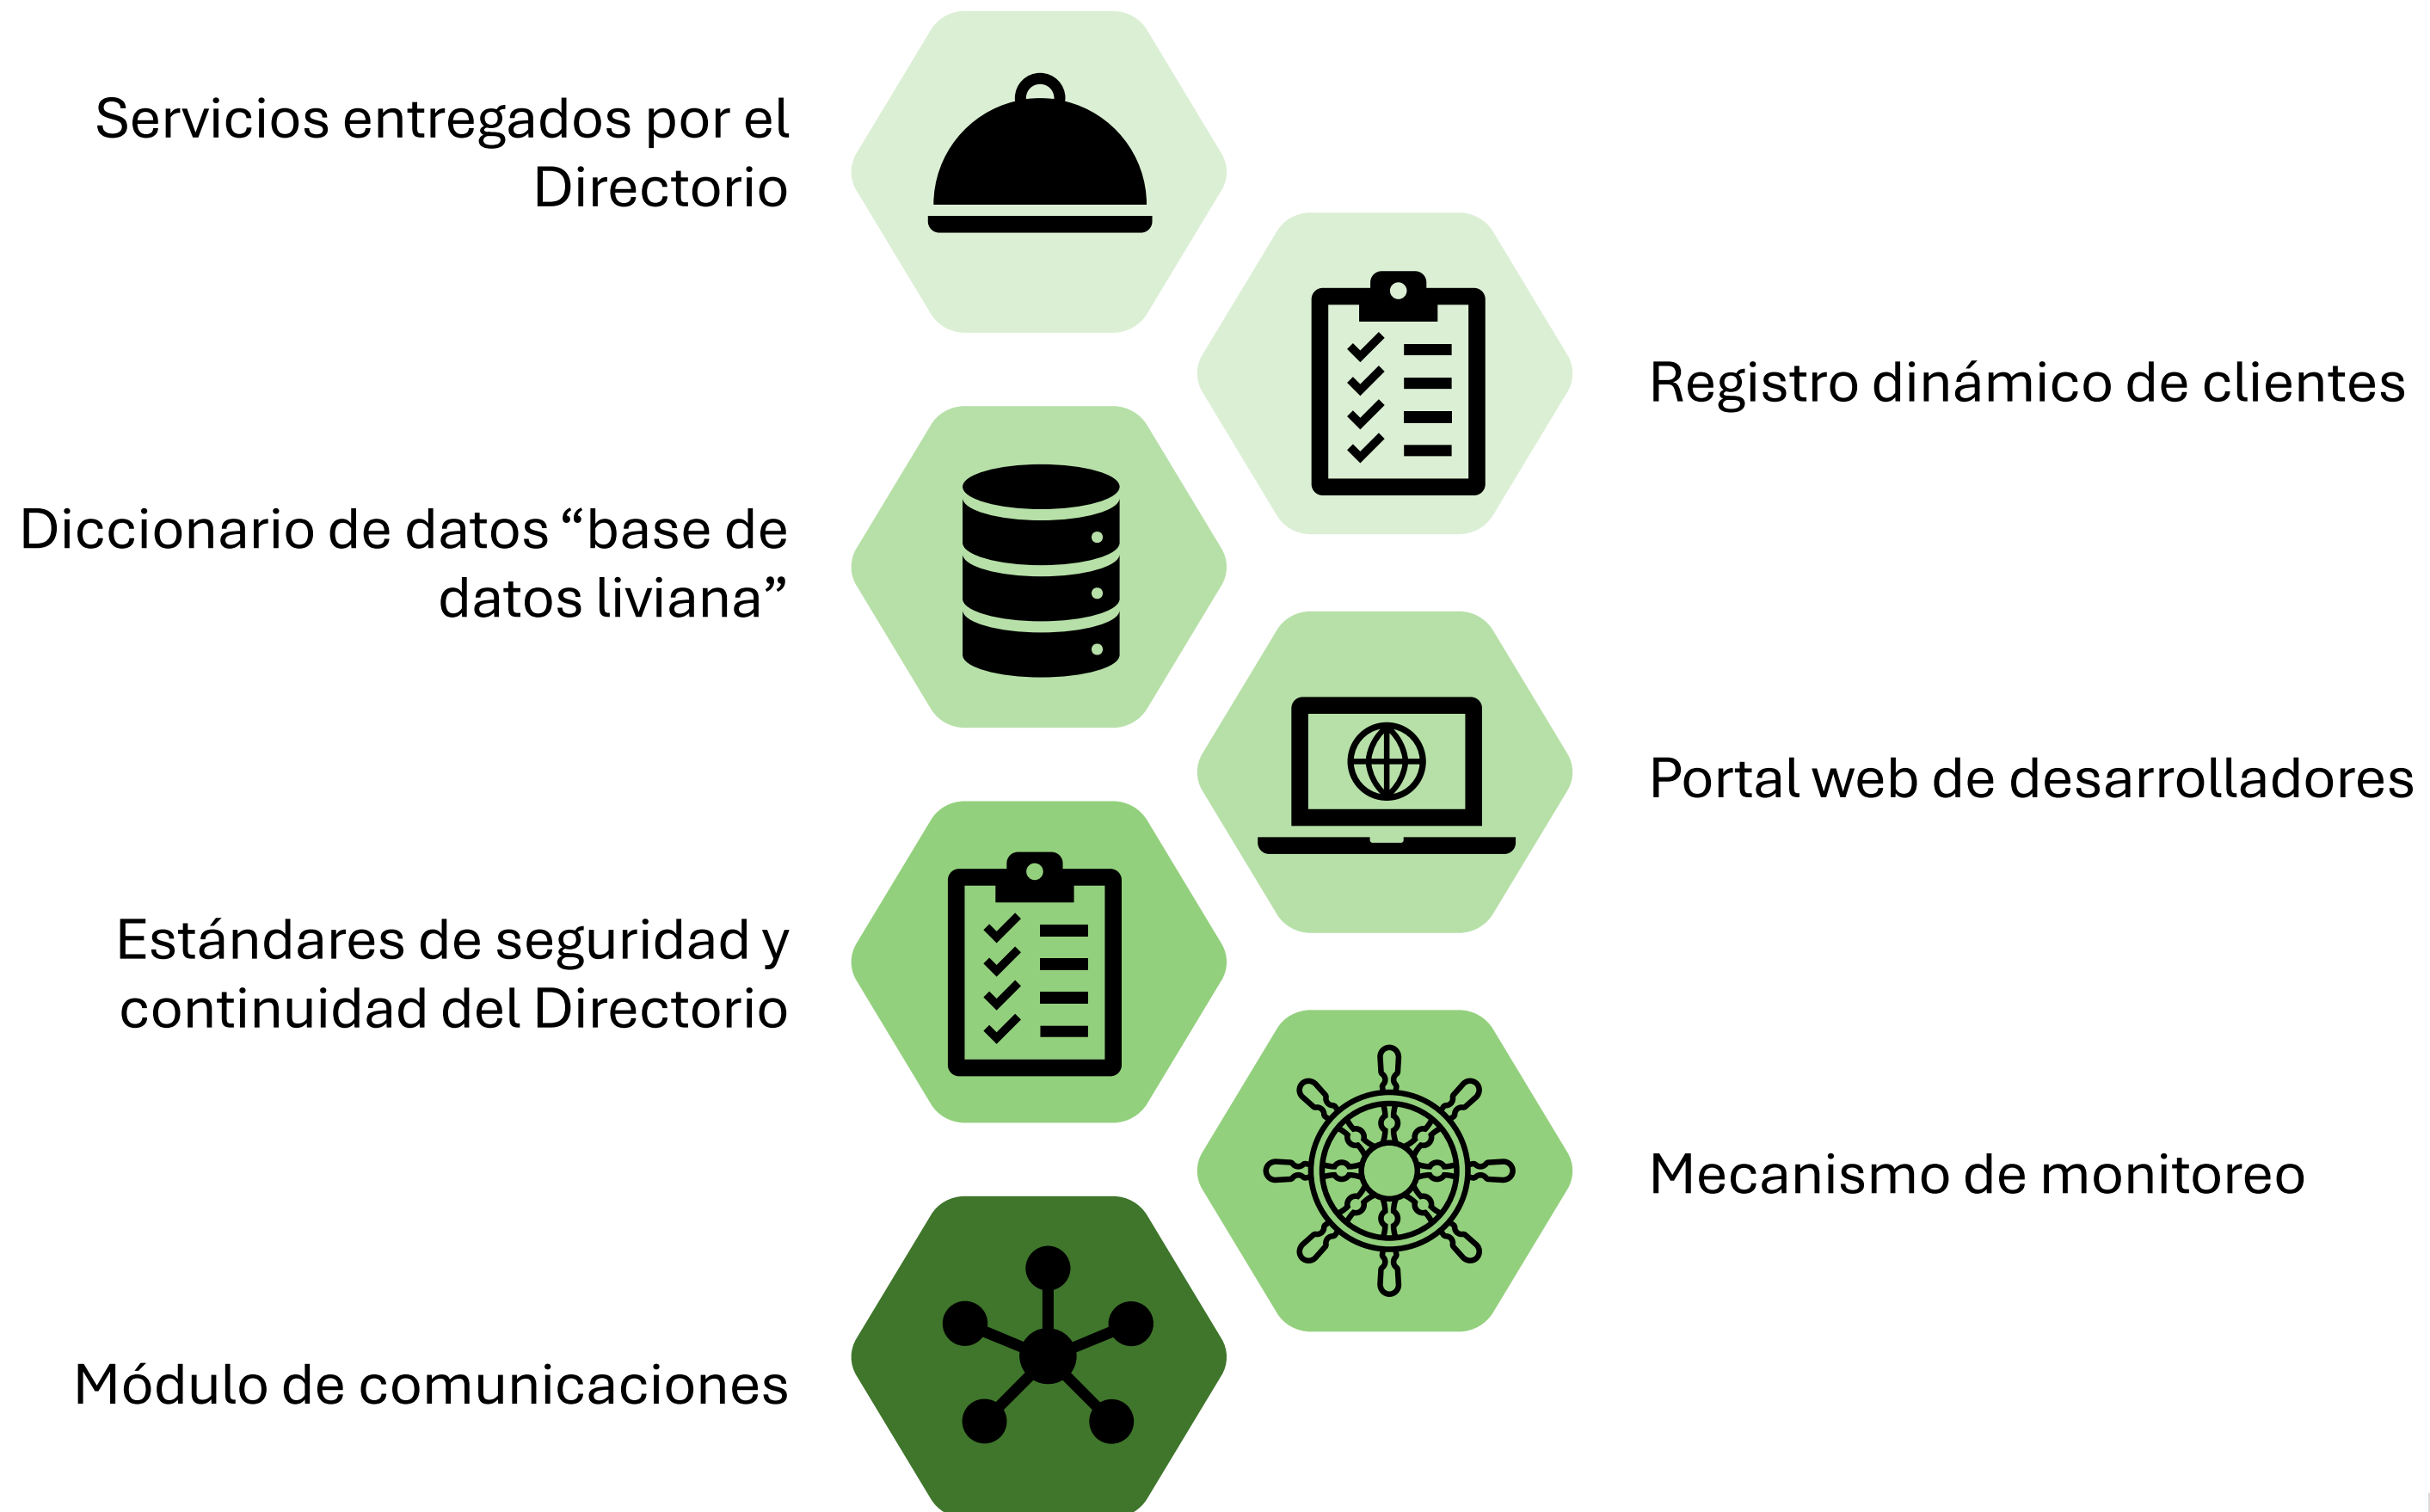 Servicios entregados por el
Directorio
Registro dinámico de clientes
Diccionario de datos “base de
datos liviana”
Portal web de desarrolladores
Estándares de seguridad y
continuidad del Directorio
Mecanismo de monitoreo
Módulo de comunicaciones